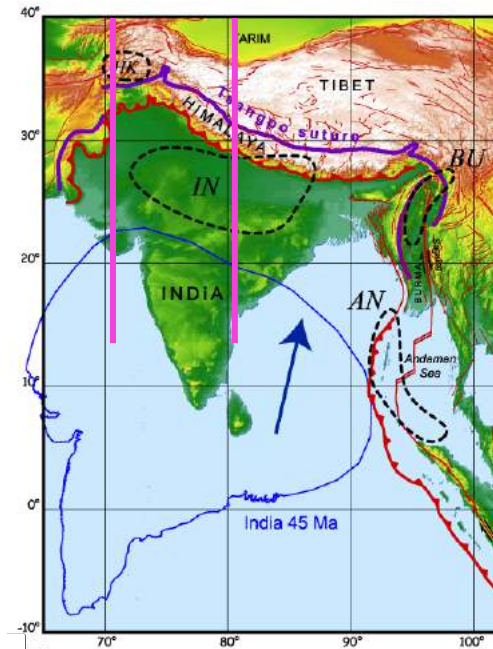 40°
30°
20°
10°
0°
-10°
70°
80°
90°
100°
HK
TARIM
TIBET
Tsangpo suture
HIMALAYA
BU
IN
INDiA
BURMA
AN
Andaman
Sea
India 45 Ma